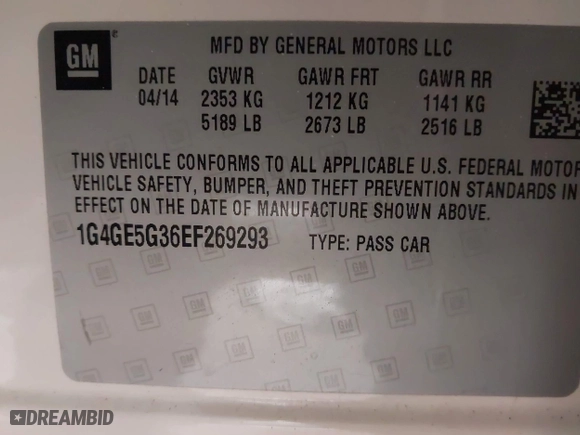 GM
MFD BY GENERAL MOTORS LLC
DATE GVWR GAWR FRT GAWR RR
04/14 2353 KG 1212 KG 1141 KG
5189 LB 2673 LB 2516 LB
THIS VEHICLE CONFORMS TO ALL APPLICABLE U.S. FEDERAL MOTOR
VEHICLE SAFETY, BUMPER, AND THEFT PREVENTION STANDARDS IN
EFFECT ON THE DATE OF MANUFACTURE SHOWN ABOVE.
1G4GE5G36EF269293 TYPE: PASS CAR
DREAMBID